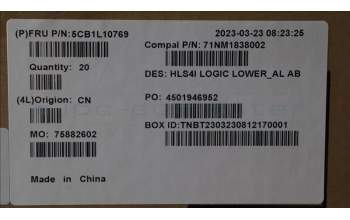 (P)FRU P/N:5CB1L10769
2023-03-23 08:23:25
Compal P/N: 71NM1838002
Quantity: 20
DES: HLS4I LOGIC LOWER_AL AB
(4L)Origion: CN
PO: 4501946952
MO: 75882602
BOX ID:TNBT2303230812170001
Made in China